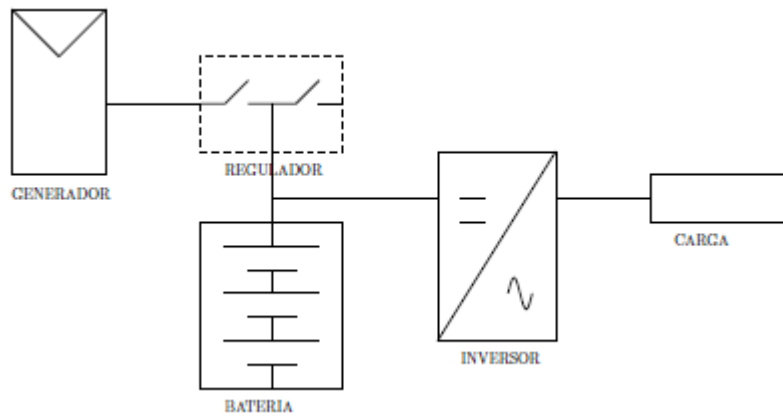 REGULADOR
GENERADOR
CARGA
INVERSOR
BATERIA